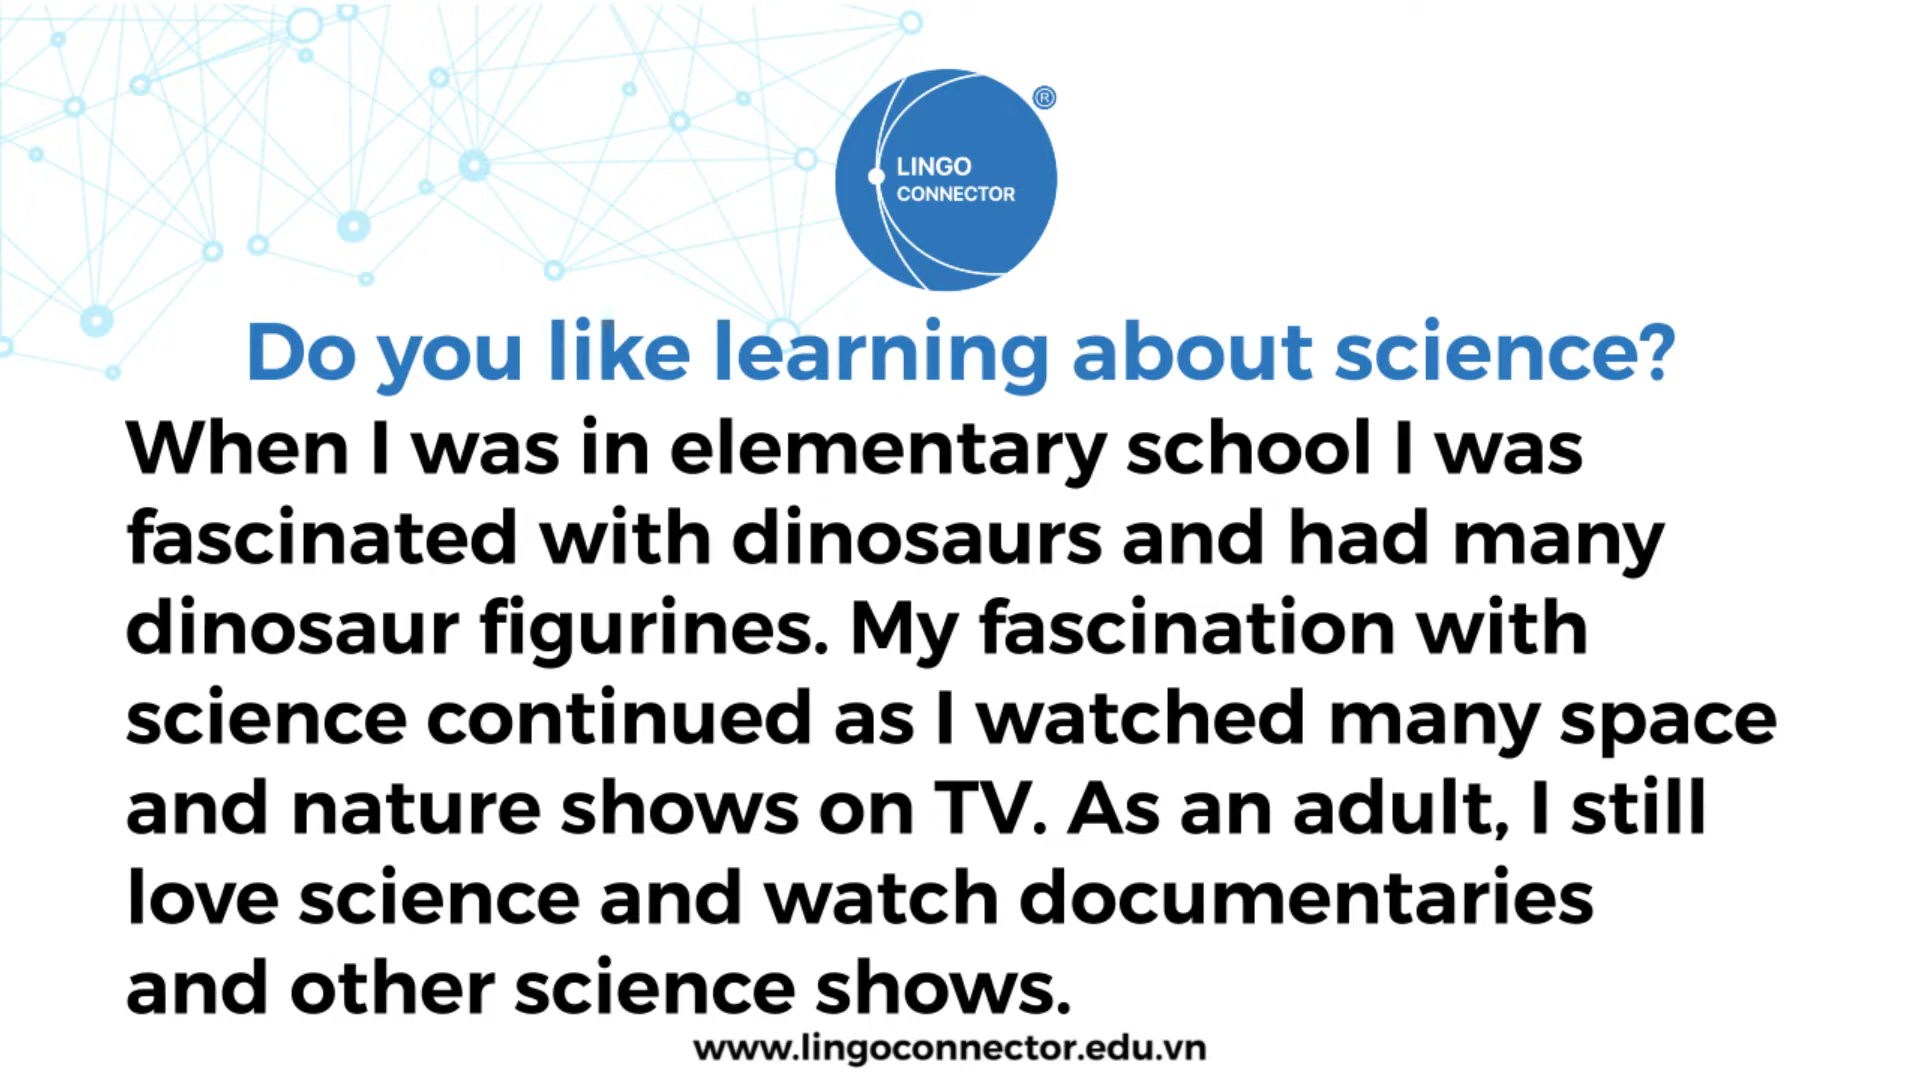 LINGO
CONNECTOR
®
Do you like learning about science?
When I was in elementary school I was
fascinated with dinosaurs and had many
dinosaur figurines. My fascination with
science continued as I watched many space
and nature shows on TV. As an adult, I still
love science and watch documentaries
and other science shows.
www.lingoconnector.edu.vn